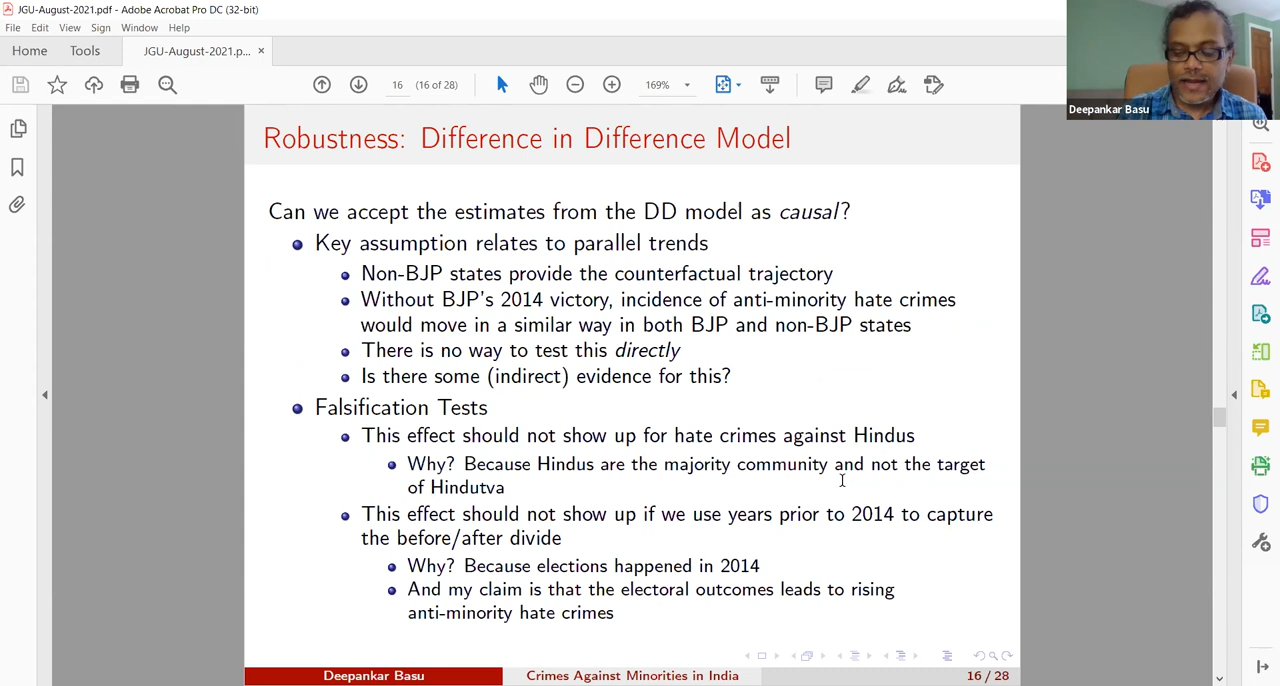 JGU-August-2021.pdf - Adobe Acrobat Pro DC (32-bit)
File Edit View Sign Window Help
Home Tools JGU-August-2021.p... ×
16 (16 of 28) 169%
Deepankar Basu
Robustness: Difference in Difference Model
Can we accept the estimates from the DD model as causal?
Key assumption relates to parallel trends
Non-BJP states provide the counterfactual trajectory
Without BJP's 2014 victory, incidence of anti-minority hate crimes
would move in a similar way in both BJP and non-BJP states
There is no way to test this directly
Is there some (indirect) evidence for this?
Falsification Tests
This effect should not show up for hate crimes against Hindus
Why? Because Hindus are the majority community and not the target
of Hindutva
This effect should not show up if we use years prior to 2014 to capture
the before/after divide
Why? Because elections happened in 2014
And my claim is that the electoral outcomes leads to rising
anti-minority hate crimes
Deepankar Basu Crimes Against Minorities in India 16 / 28